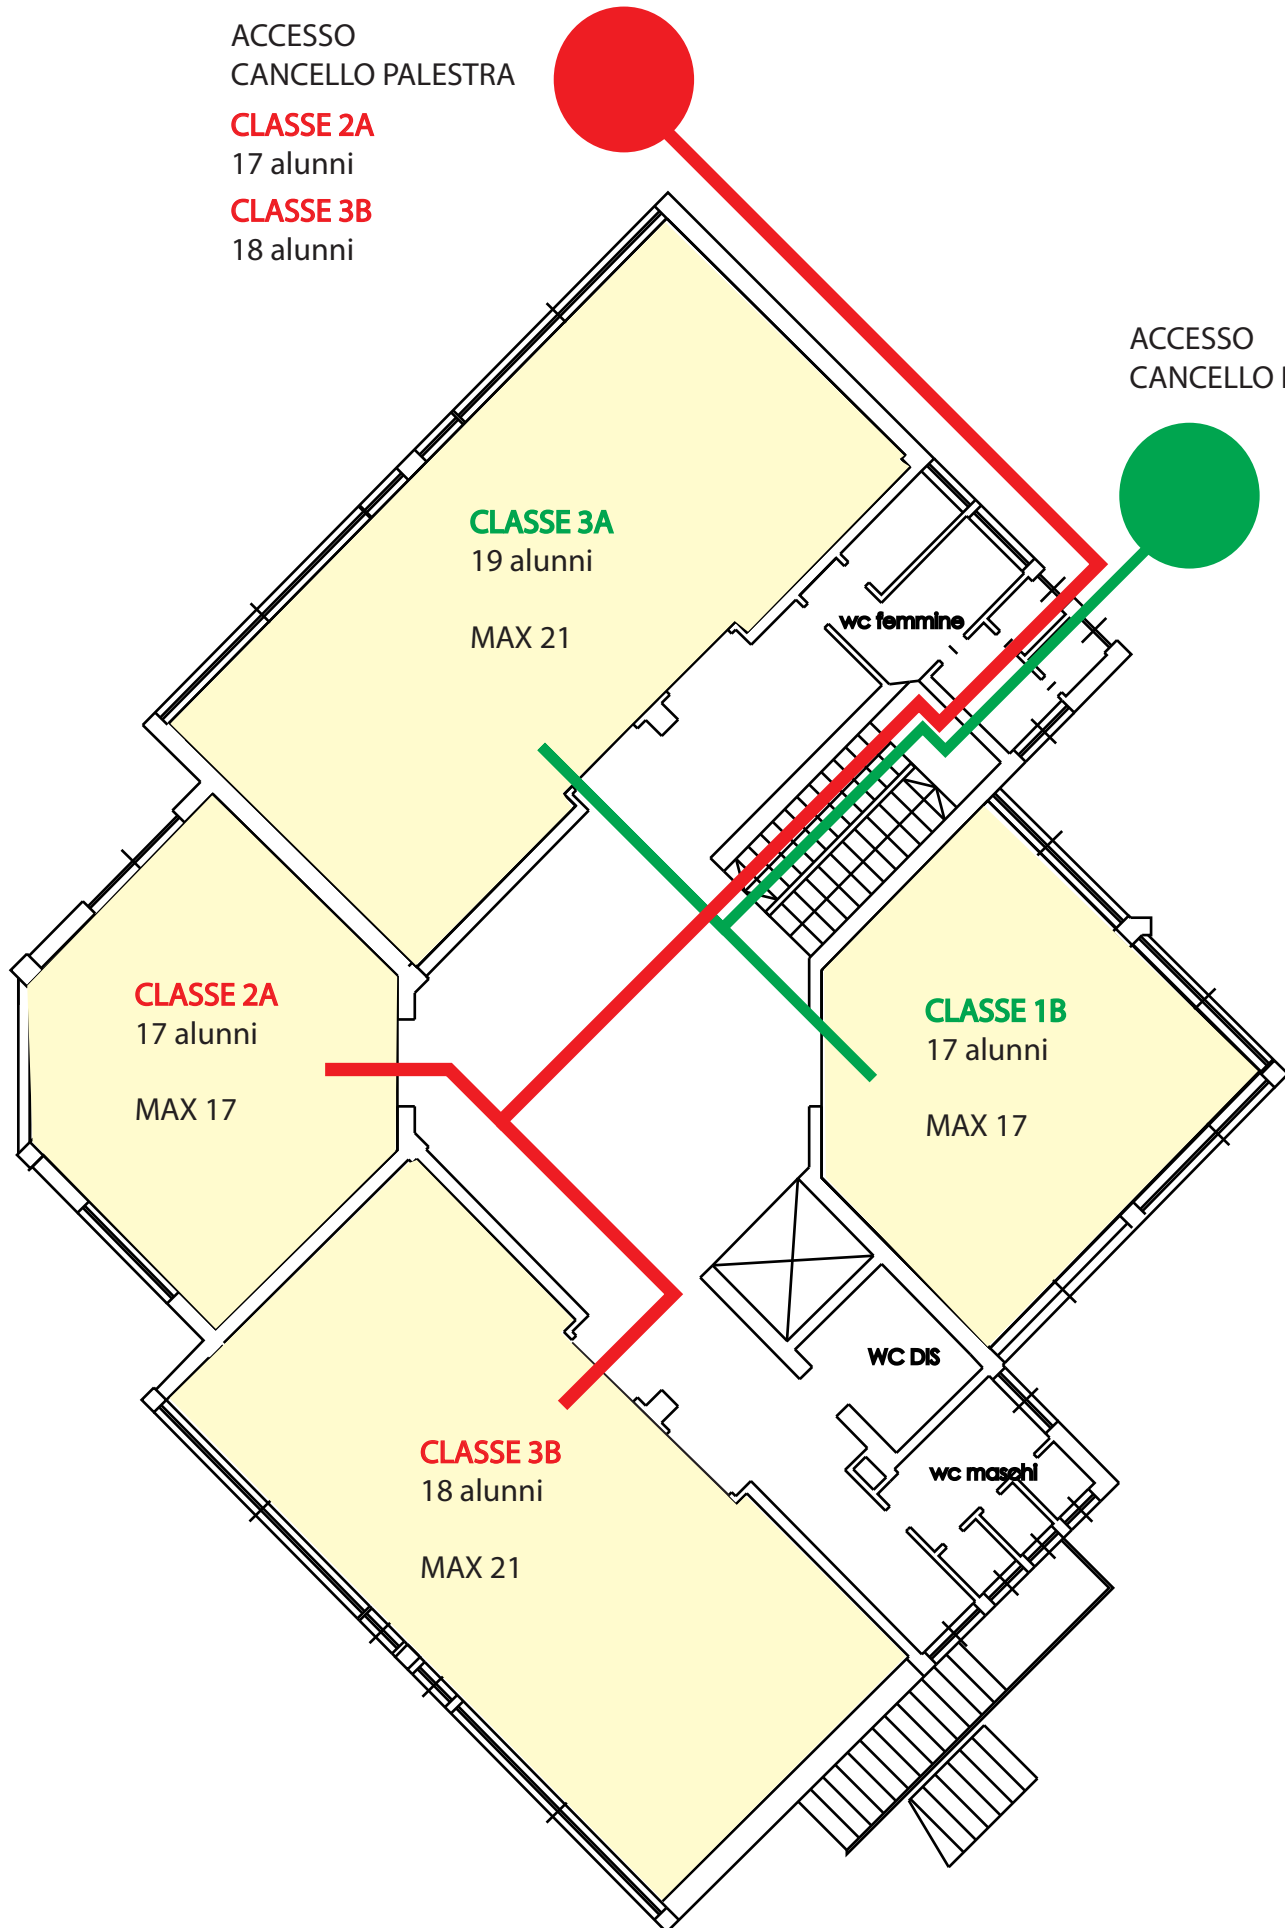 ACCESSO
CANCELLO PALESTRA
CLASSE 2A
17 alunni
CLASSE 3B
18 alunni
ACCESSO
CANCELLO
CLASSE 3A
19 alunni
MAX 21
wc femmine
CLASSE 2A
17 alunni
MAX 17
CLASSE 1B
17 alunni
MAX 17
WC DIS
CLASSE 3B
18 alunni
MAX 21
wc maschi